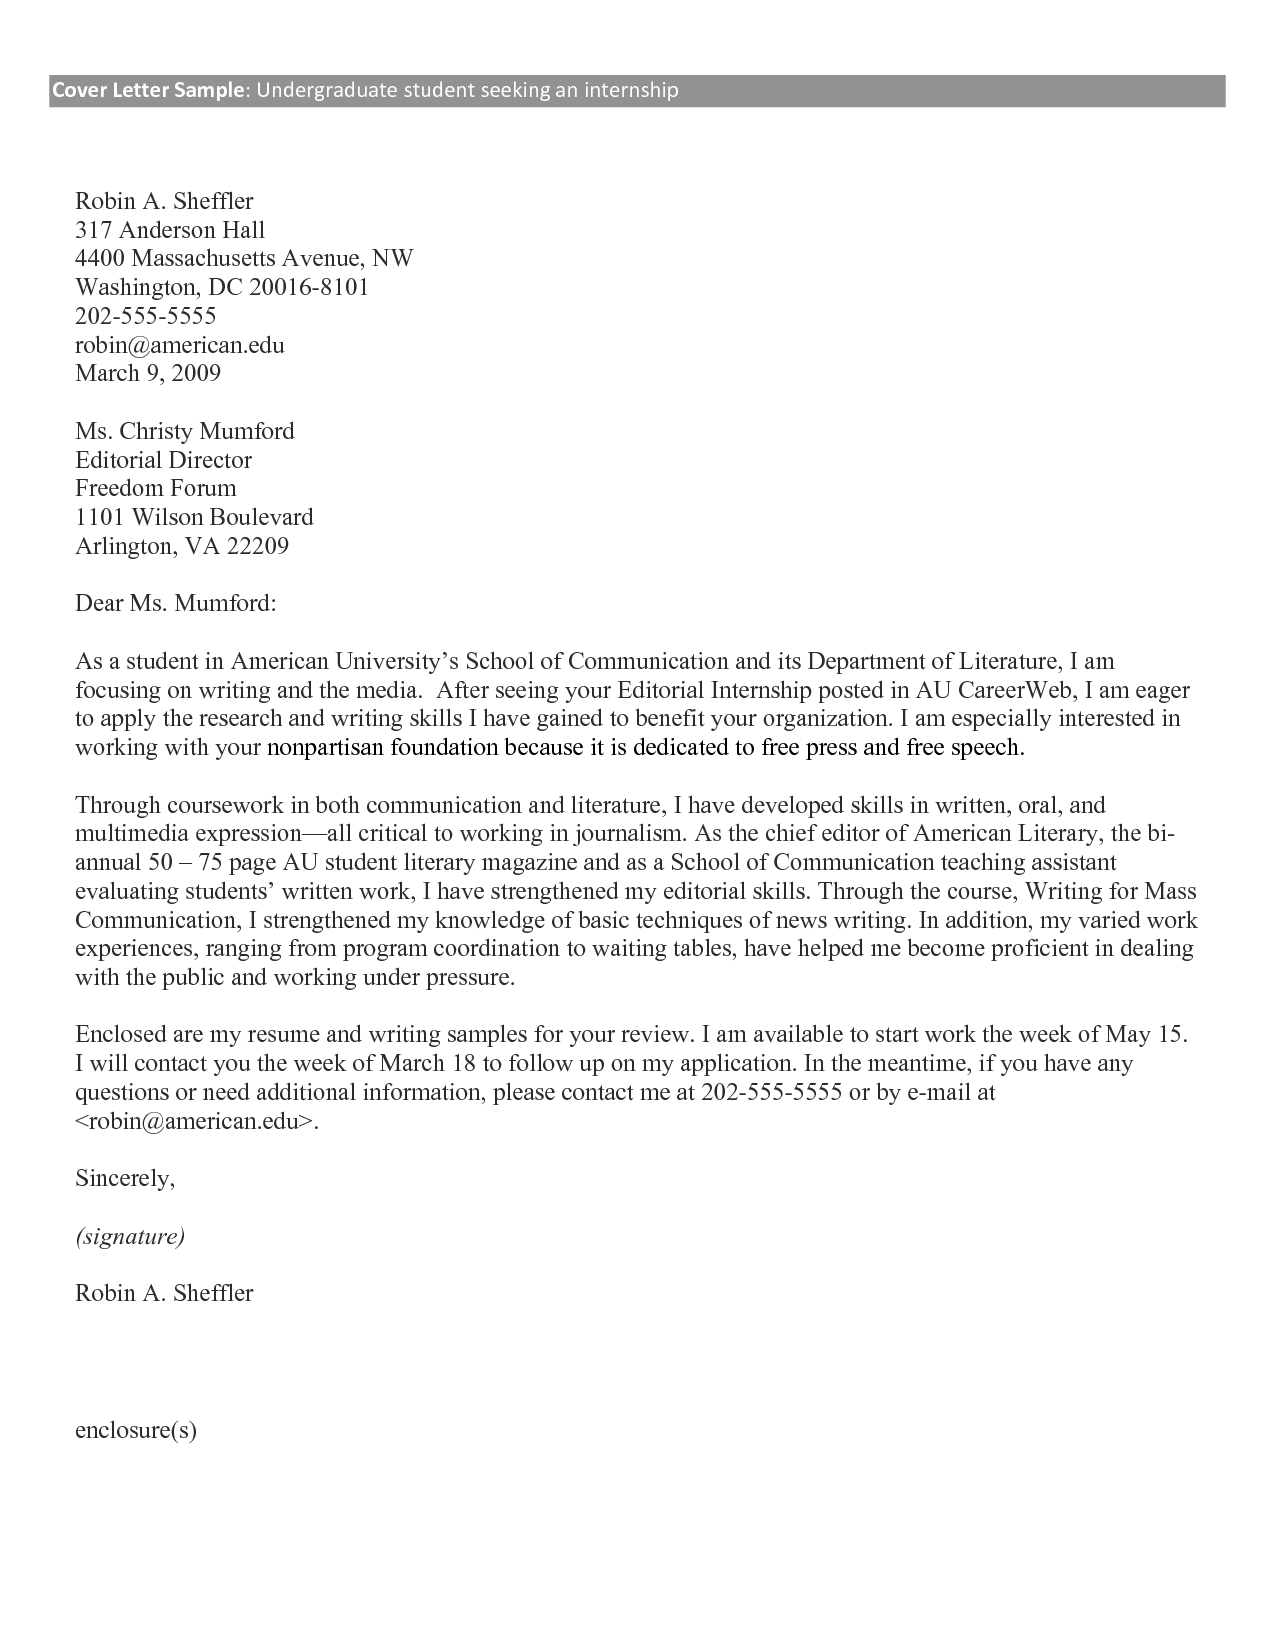 Cover Letter Sample: Undergraduate student seeking an internship
Robin A. Sheffler
317 Anderson Hall
4400 Massachusetts Avenue, NW
Washington, DC 20016-8101
202-555-5555
robin@american.edu
March 9, 2009
Ms. Christy Mumford
Editorial Director
Freedom Forum
1101 Wilson Boulevard
Arlington, VA 22209
Dear Ms. Mumford:
As a student in American University’s School of Communication and its Department of Literature, I am
focusing on writing and the media.  After seeing your Editorial Internship posted in AU CareerWeb, I am eager
to apply the research and writing skills I have gained to benefit your organization. I am especially interested in
working with your nonpartisan foundation because it is dedicated to free press and free speech.
Through coursework in both communication and literature, I have developed skills in written, oral, and
multimedia expression—all critical to working in journalism. As the chief editor of American Literary, the bi-
annual 50 – 75 page AU student literary magazine and as a School of Communication teaching assistant
evaluating students’ written work, I have strengthened my editorial skills. Through the course, Writing for Mass
Communication, I strengthened my knowledge of basic techniques of news writing. In addition, my varied work
experiences, ranging from program coordination to waiting tables, have helped me become proficient in dealing
with the public and working under pressure.
Enclosed are my resume and writing samples for your review. I am available to start work the week of May 15.
I will contact you the week of March 18 to follow up on my application. In the meantime, if you have any
questions or need additional information, please contact me at 202-555-5555 or by e-mail at
<robin@american.edu>.
Sincerely,
(signature)
Robin A. Sheffler
enclosure(s)